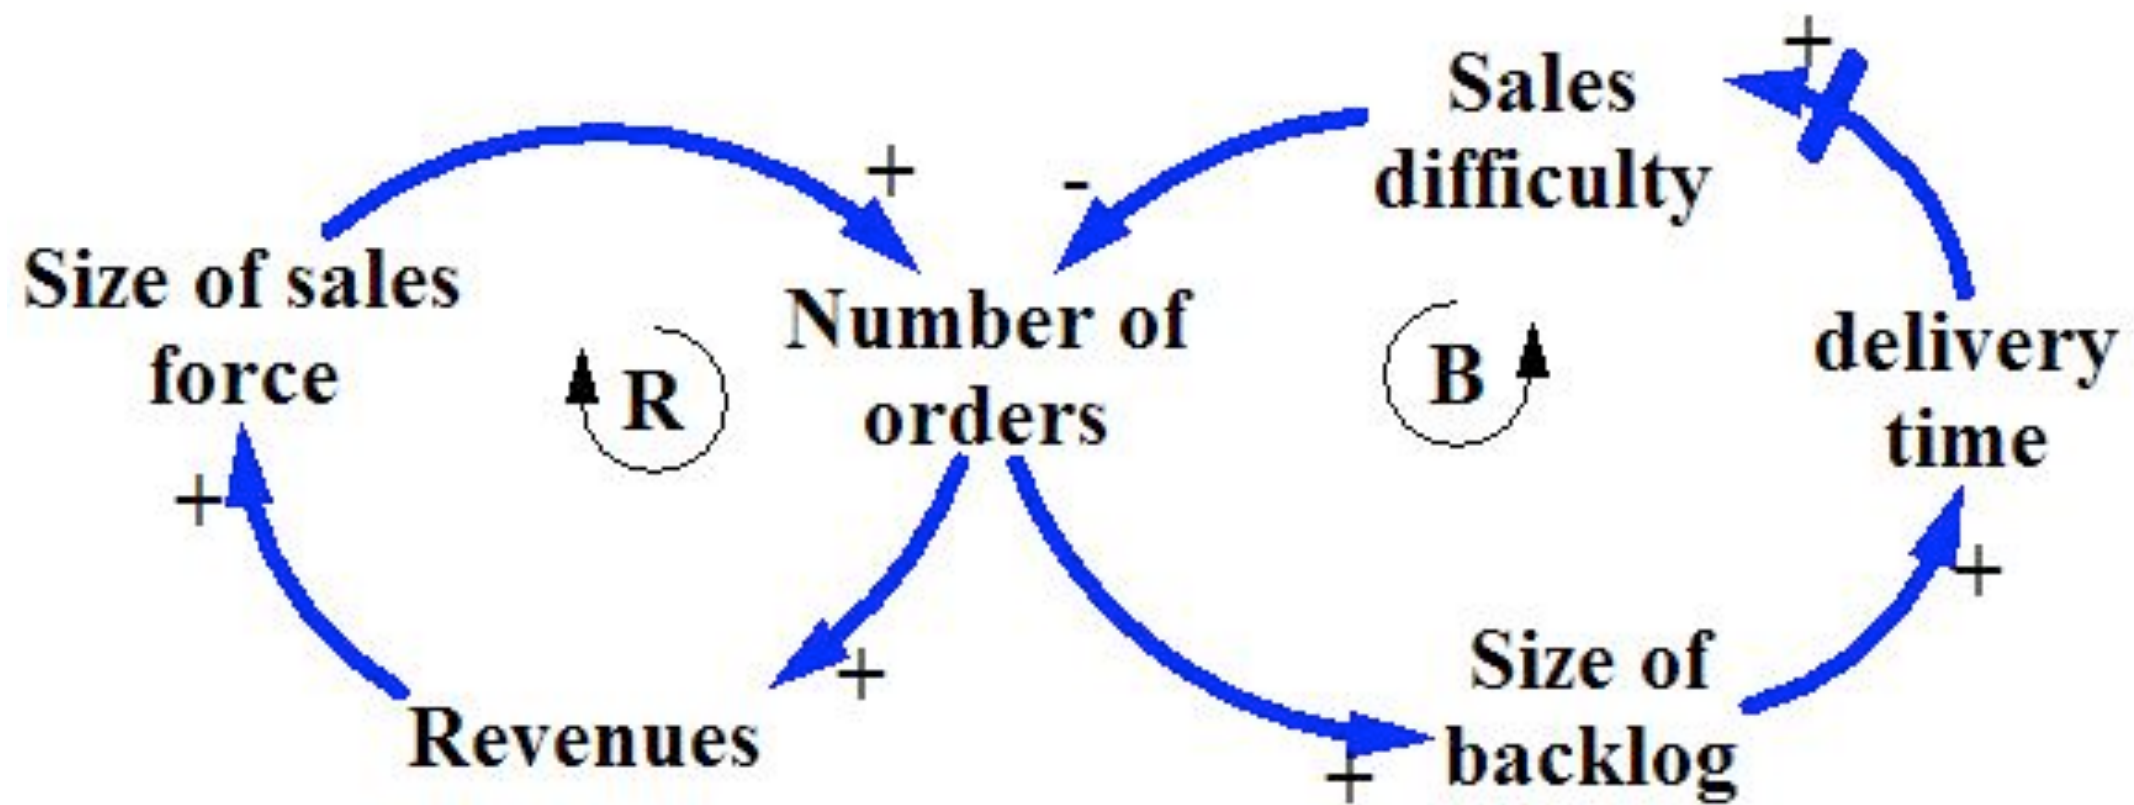 +
Sales
difficulty
+
-
Size of sales
force
R
Number of
orders
B
delivery
time
+
+
+
Revenues
Size of
backlog
+